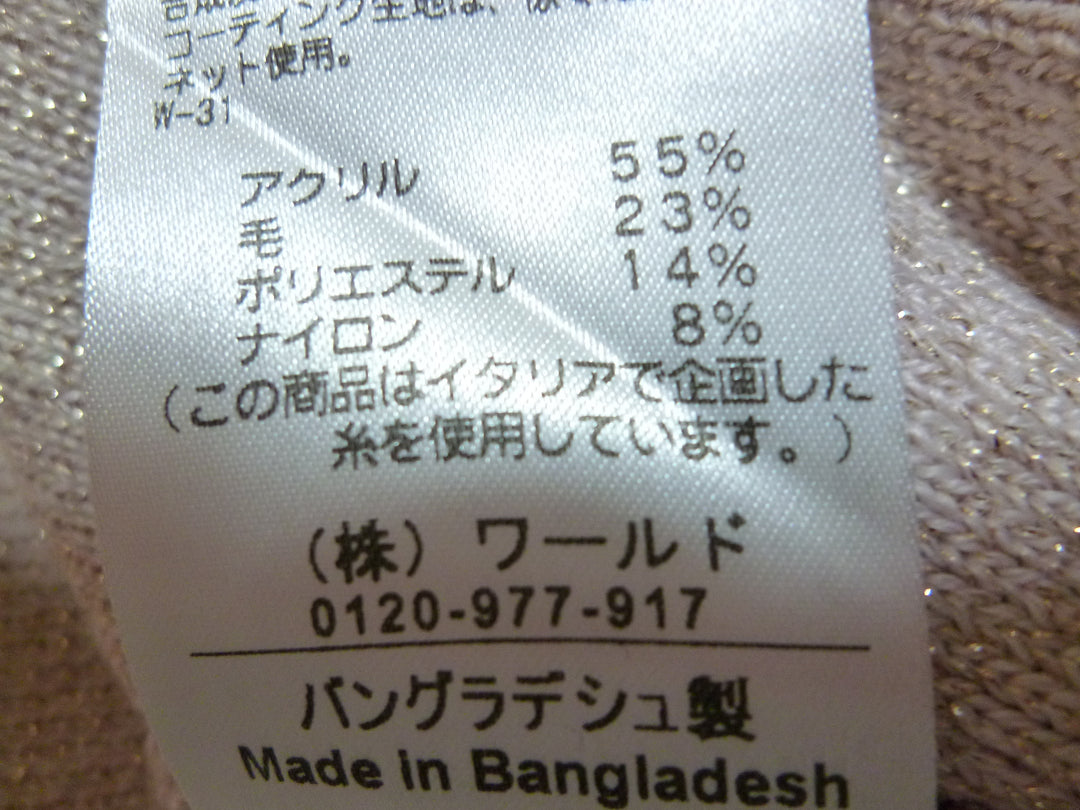 コーティング生地は、
ネット使用。
W-31
アクリル 55%
毛 23%
ポリエステル 14%
ナイロン 8%
(この商品はイタリアで企画した
糸を使用しています。)
(株) ワールド
0120-977-917
バングラデシュ製
Made in Bangladesh